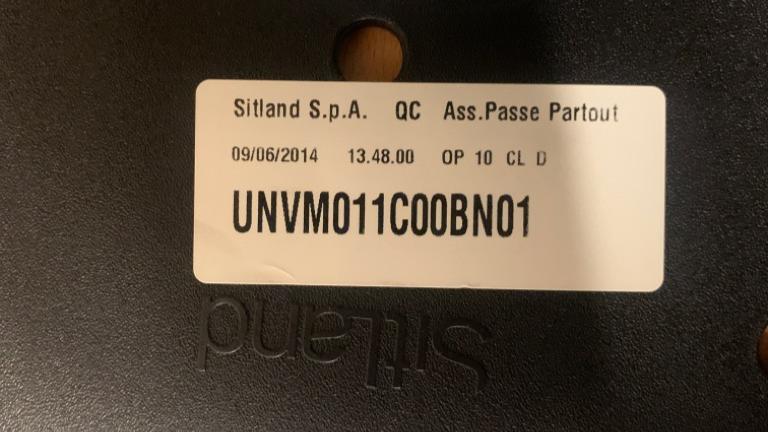 Sitland S.p.A. QC Ass.Passe Partout
09/06/2014 13.48.00 OP 10 CL D
UNVM011C00BN01
Sitland